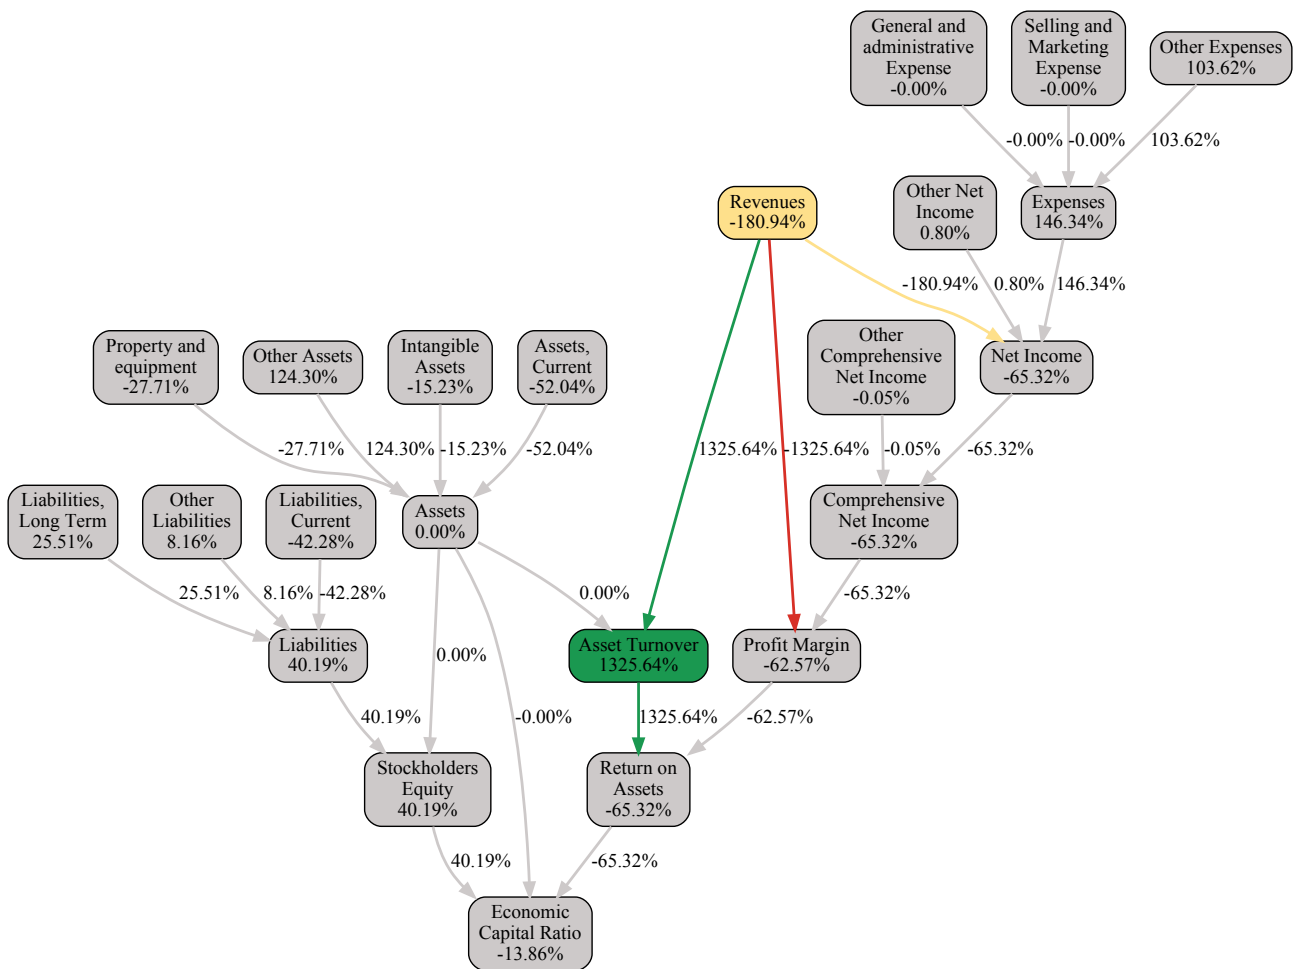 General and
administrative
Expense
-0.00%
Selling and
Marketing
Expense
-0.00%
Other Expenses
103.62%
-0.00%
-0.00%
103.62%
Revenues
-180.94%
Other Net
Income
0.80%
Expenses
146.34%
-180.94%
0.80%
146.34%
Property and
equipment
-27.71%
Other Assets
124.30%
Intangible
Assets
-15.23%
Assets,
Current
-52.04%
Other
Comprehensive
Net Income
-0.05%
Net Income
-65.32%
-27.71%
124.30%
-15.23%
-52.04%
1325.64%
-1325.64%
-0.05%
-65.32%
Liabilities,
Long Term
25.51%
Other
Liabilities
8.16%
Liabilities,
Current
-42.28%
Assets
0.00%
Comprehensive
Net Income
-65.32%
25.51%
8.16%
-42.28%
0.00%
-65.32%
Liabilities
40.19%
0.00%
Asset Turnover
1325.64%
Profit Margin
-62.57%
40.19%
-0.00%
1325.64%
-62.57%
Stockholders
Equity
40.19%
Return on
Assets
-65.32%
40.19%
-65.32%
Economic
Capital Ratio
-13.86%